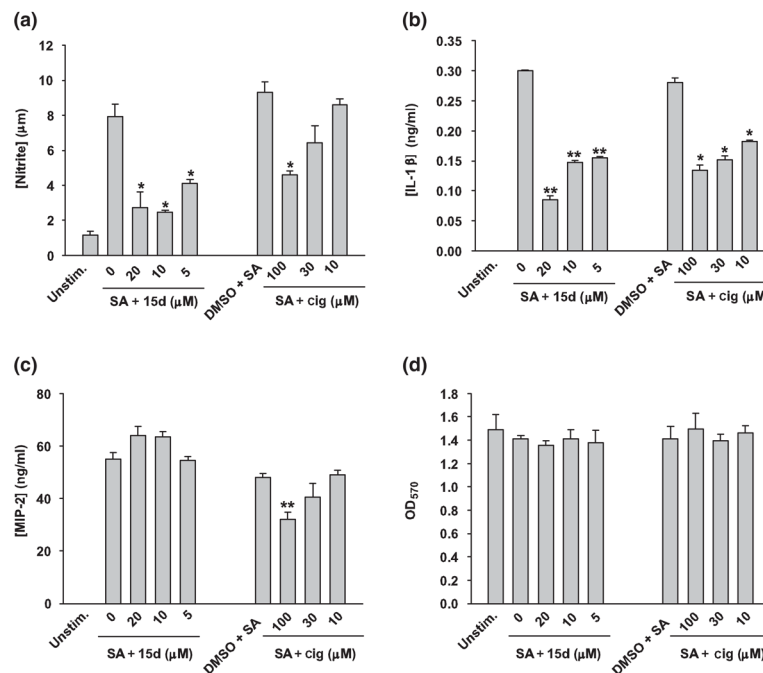 (a)
12
10
8
6
4
2
0
[Nitrite] (μm)
*
*
*
*
Unstim.
0
20
10
5
DMSO + SA
100
30
10
SA + 15d (μM)
SA + cig (μM)
(b)
0.35
0.30
0.25
0.20
0.15
0.10
0.05
0.00
[IL-1 β] (ng/ml)
**
**
**
*
*
*
Unstim.
0
20
10
5
DMSO + SA
100
30
10
SA + 15d (μM)
SA + cig (μM
(c)
80
60
40
20
0
[MIP-2] (ng/ml)
**
Unstim.
0
20
10
5
DMSO + SA
100
30
10
SA + 15d (μM)
SA + cig (μM)
(d)
1.8
1.6
1.4
1.2
1.0
0.8
0.6
0.4
0.2
0.0
OD570
Unstim.
0
20
10
5
DMSO + SA
100
30
10
SA + 15d (μM)
SA + cig (μM)